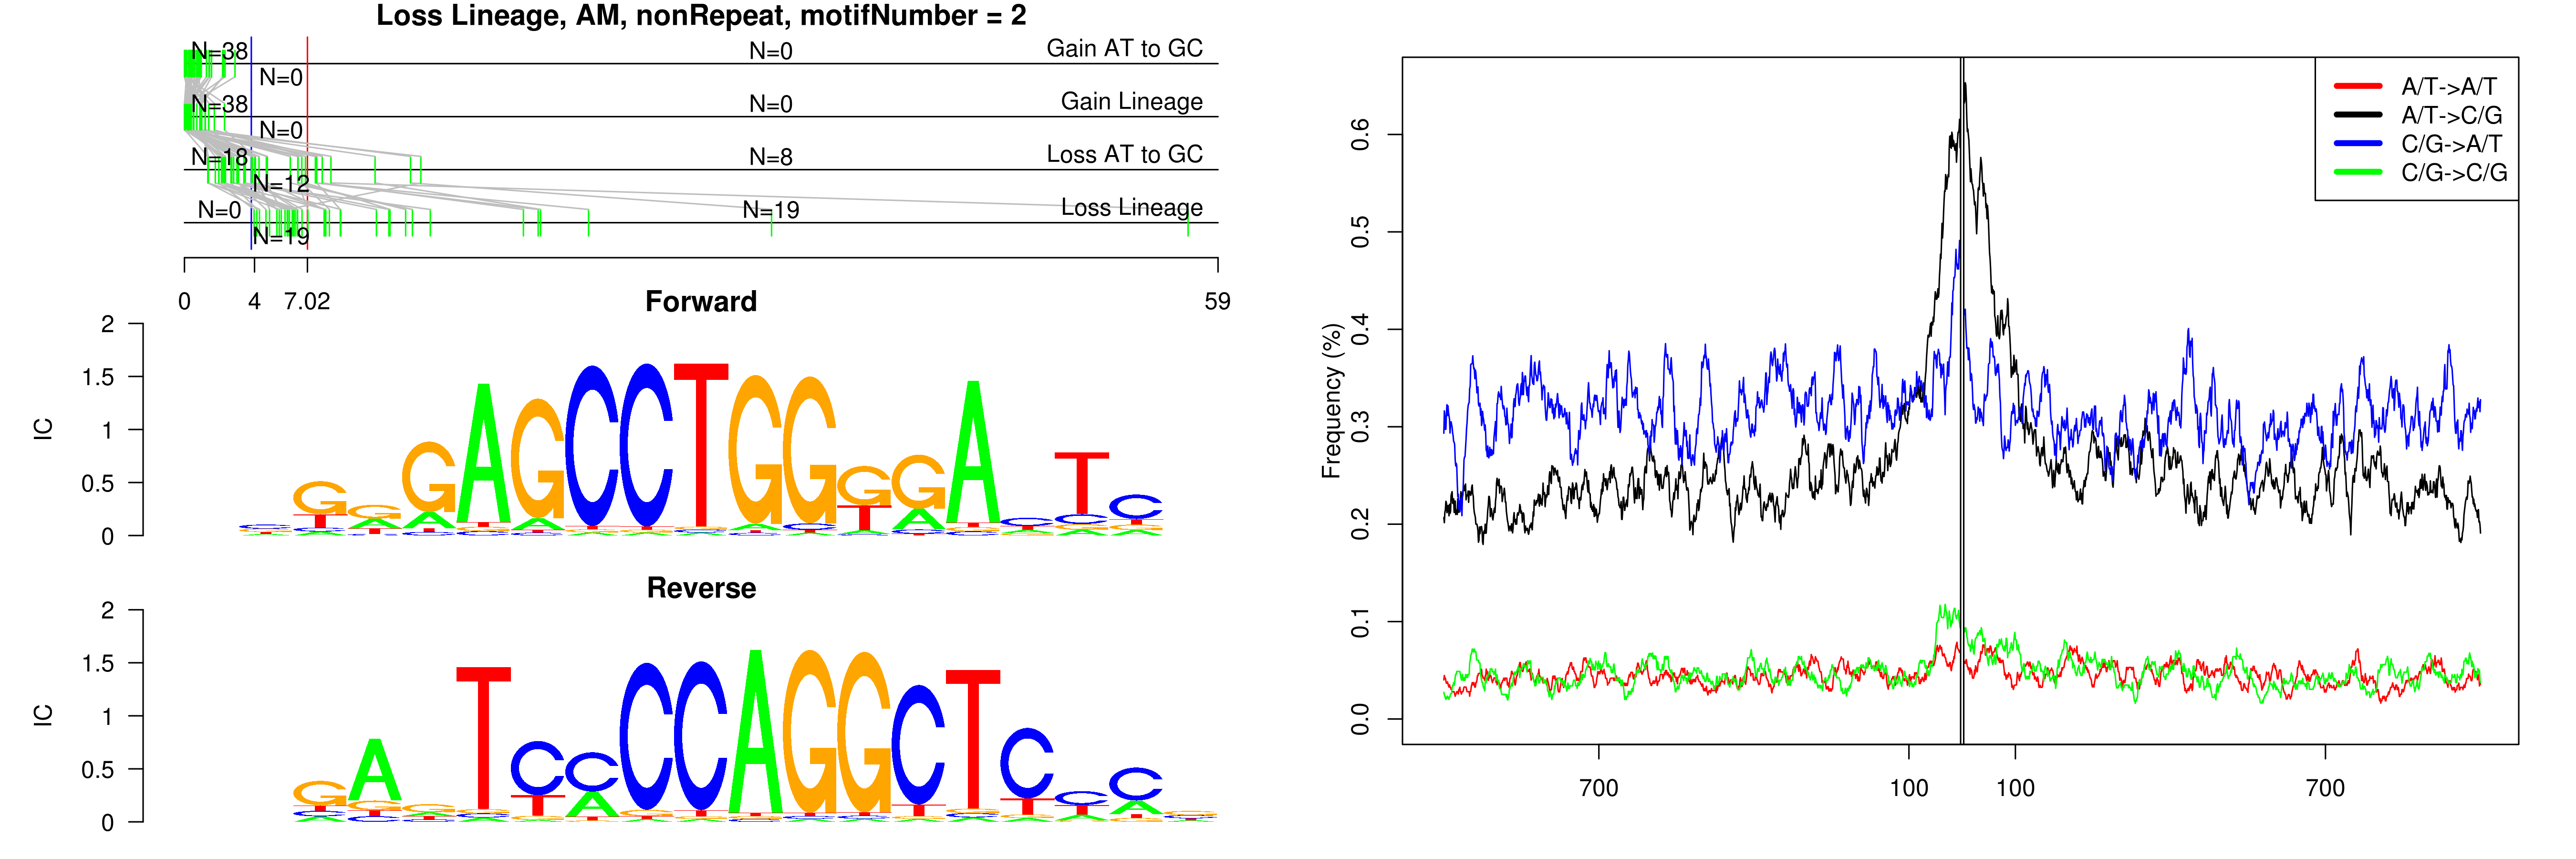 Loss Lineage, AM, nonRepeat, motifNumber = 2
N=38 N=0 Gain AT to GC
N=0
N=38 N=0 Gain Lineage
N=0
N=18 N=8 Loss AT to GC
N=12
N=0 N=19 Loss Lineage
N=19
0 4 7.02 59
Forward
IC
2
1.5
1
0.5
0
GGGAGCCTGGGGATC
Reverse
IC
2
1.5
1
0.5
0
GATCCCCAGGCTCCC
Frequency (%)
0.6
0.5
0.4
0.3
0.2
0.1
0.0
700 100 100 700
A/T->A/T
A/T->C/G
C/G->A/T
C/G->C/G